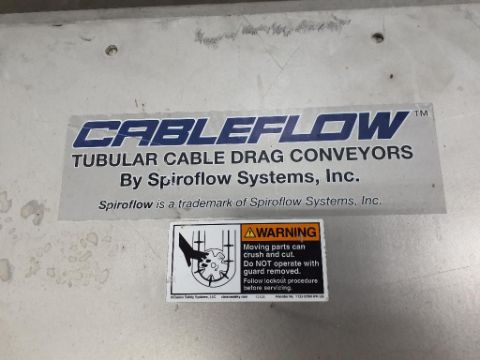 CABLEFLOW™
TUBULAR CABLE DRAG CONVEYORS
By Spiroflow Systems, Inc.
Spiroflow is a trademark of Spiroflow Systems, Inc.
WARNING
Moving parts can
crush and cut.
Do NOT operate with
guard removed.
Follow lockout procedure
before servicing.